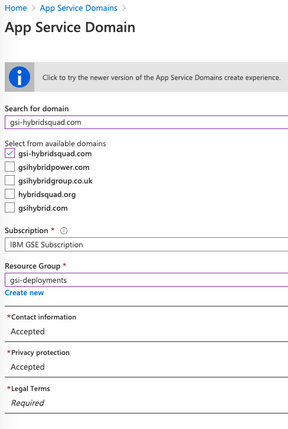 Home > App Service Domains >
App Service Domain
Click to try the newer version of the App Service Domains create experience.
Search for domain
gsi-hybridsquad.com
Select from available domains
gsi-hybridsquad.com
gsihybridpower.com
gsihybridgroup.co.uk
hybridsquad.org
gsihybrid.com
Subscription *
IBM GSE Subscription
Resource Group *
gsi-deployments
Create new
*Contact information
Accepted
*Privacy protection
Accepted
*Legal Terms
Required